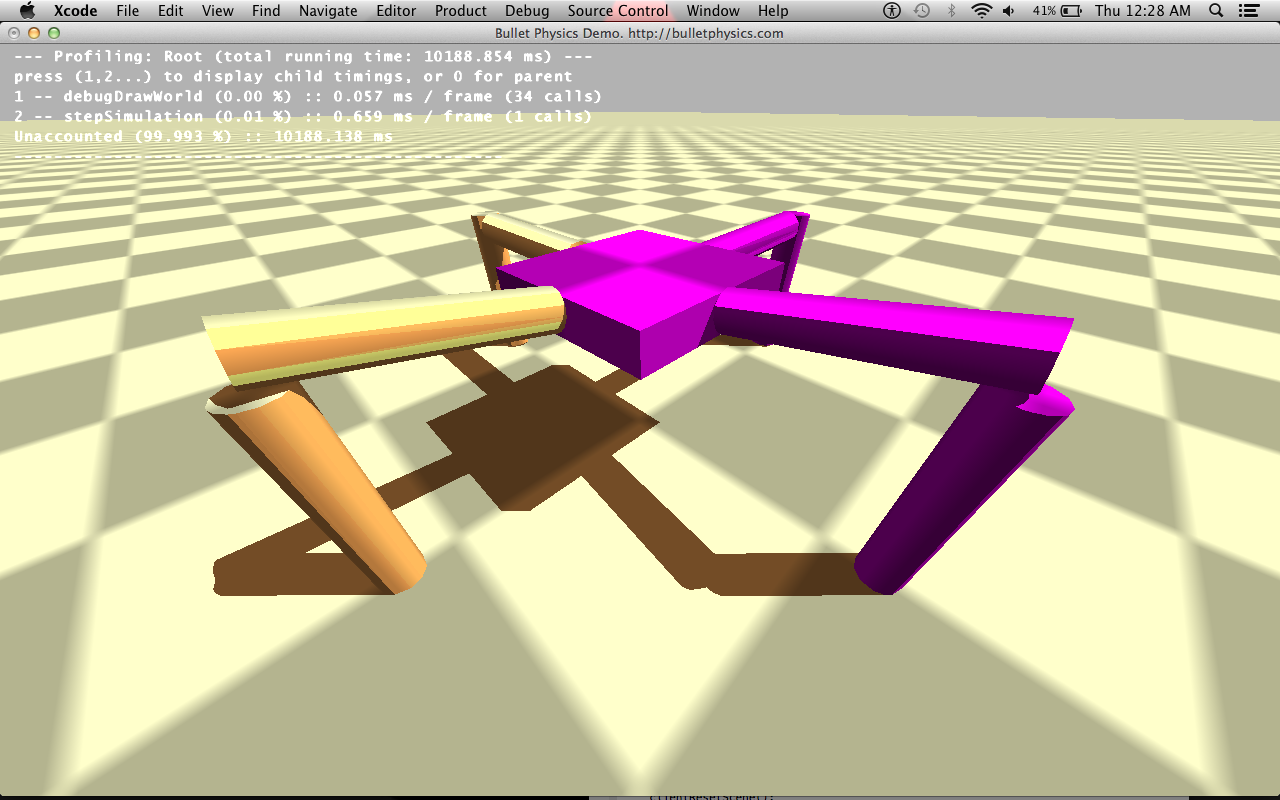 Xcode File Edit View Find Navigate Editor Product Debug Source Control Window Help 41% Thu 12:28 AM
Bullet Physics Demo. http://bulletphysics.com
--- Profiling: Root (total running time: 10188.854 ms) ---
press (1,2...) to display child timings, or 0 for parent
1 -- debugDrawWorld (0.00 %) :: 0.057 ms / frame (34 calls)
2 -- stepSimulation (0.01 %) :: 0.659 ms / frame (1 calls)
Unaccounted (99.993 %) :: 10188.138 ms